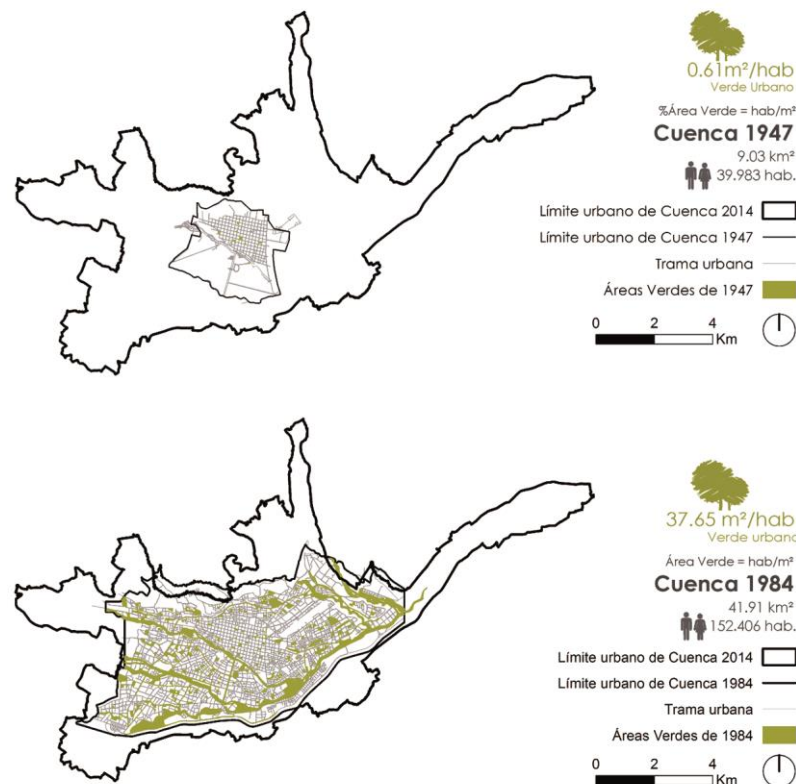 0.61m²/hab
Verde Urbano
%Área Verde = hab/m²
Cuenca 1947
9.03 km²
39.983 hab.
Límite urbano de Cuenca 2014
Límite urbano de Cuenca 1947
Trama urbana
Áreas Verdes de 1947
0 2 4
Km
37.65 m²/hab
Verde urbano
Área Verde = hab/m²
Cuenca 1984
41.91 km²
152.406 hab.
Límite urbano de Cuenca 2014
Límite urbano de Cuenca 1984
Trama urbana
Áreas Verdes de 1984
0 2 4
Km